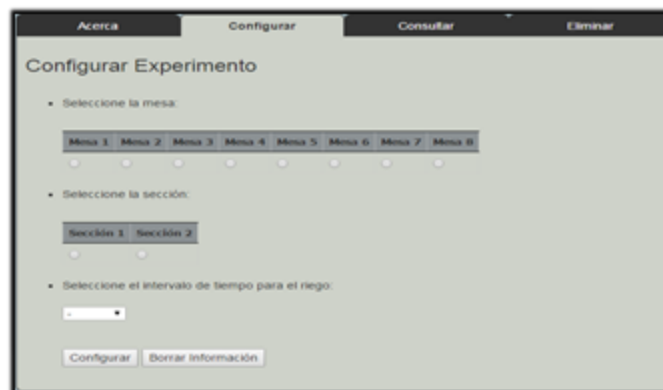 Acerca Configurar Consultar Eliminar
Configurar Experimento
Seleccione la mesa:
Mesa 1 Mesa 2 Mesa 3 Mesa 4 Mesa 5 Mesa 6 Mesa 7 Mesa 8
Seleccione la sección:
Sección 1 Sección 2
Seleccione el intervalo de tiempo para el riego:
-
Configurar Borrar Información